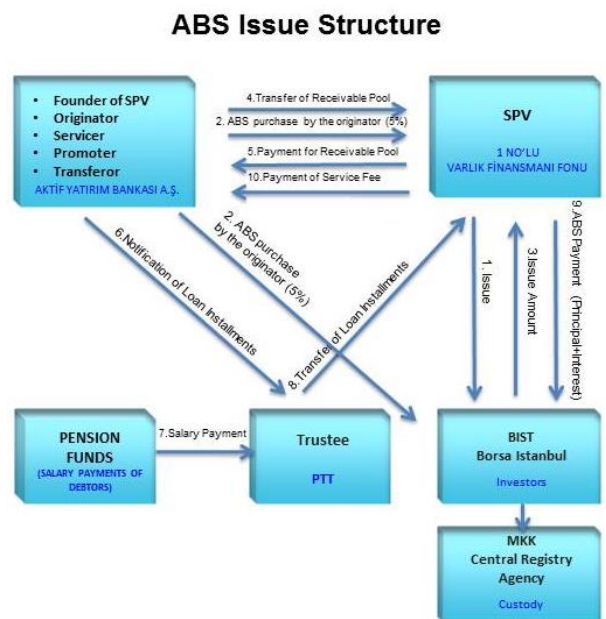 ABS Issue Structure
• Founder of SPV
• Originator
• Servicer
• Promoter
• Transferor
AKTİF YATIRIM BANKASI A.Ş.
4.Transfer of Receivable Pool
2. ABS purchase by the originator (5%)
5.Payment for Receivable Pool
10.Payment of Service Fee
SPV
1 NO'LU
VARLIK FİNANSMANI FONU
6.Notification of Loan Installments
2. ABS purchase
by the originator (5%)
8.Transfer of Loan Installments
1. Issue
3.Issue Amount
9.ABS Payment (Principal+Interest)
PENSION
FUNDS
(SALARY PAYMENTS OF
DEBTORS)
7.Salary Payment
Trustee
PTT
BIST
Borsa Istanbul
Investors
MKK
Central Registry
Agency
Custody